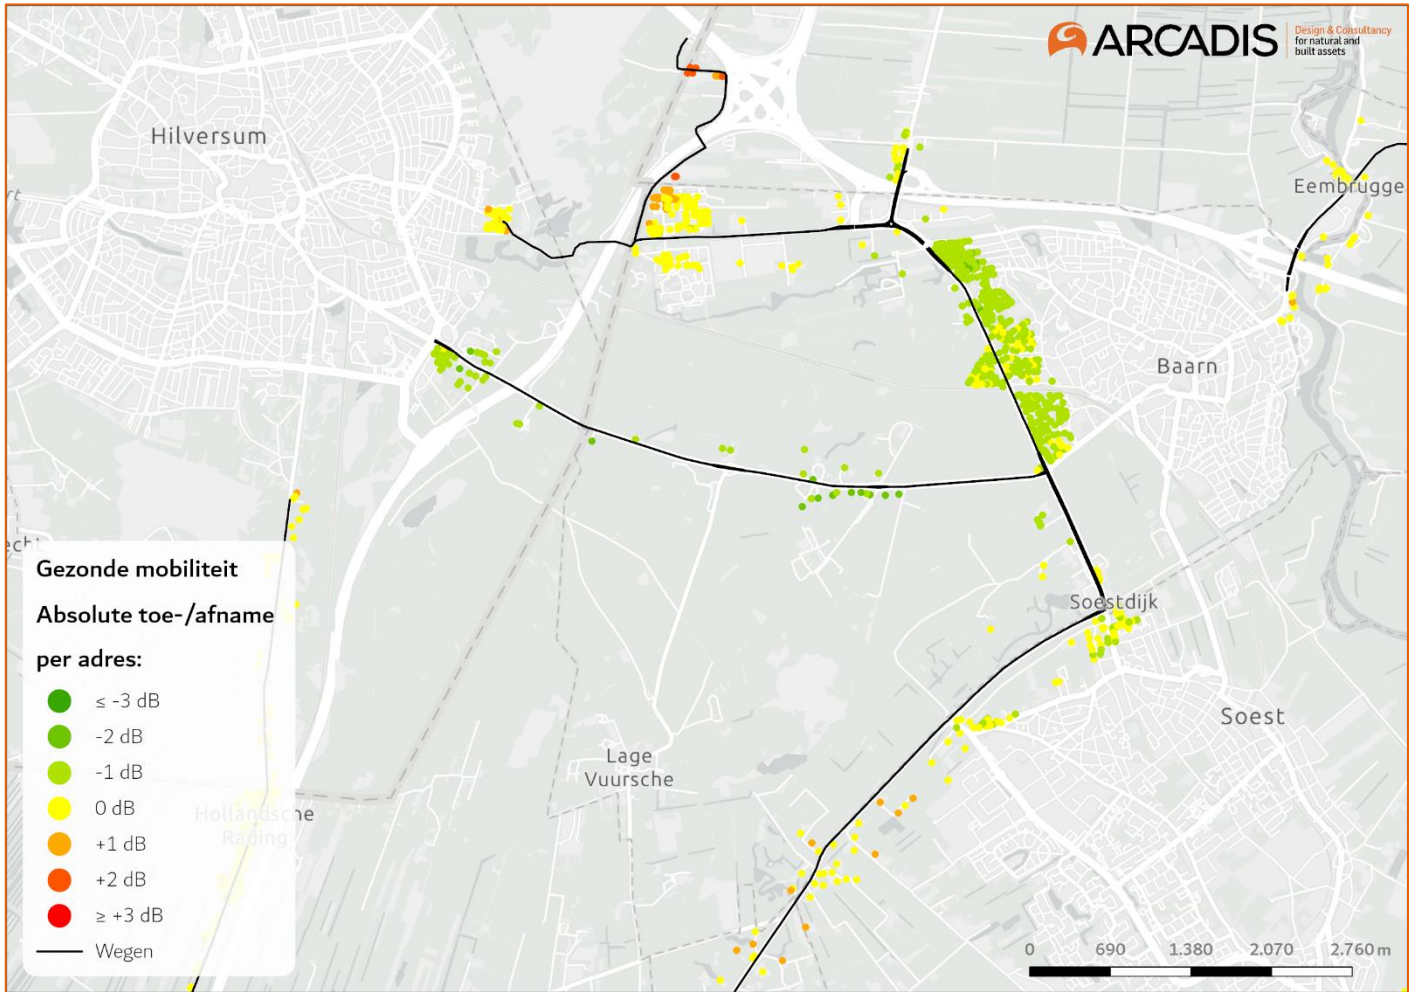 ARCADIS
Design & Consultancy
for natural and
built assets
Hilversum
Eembrugge
Baarn
echt
Gezonde mobiliteit
Absolute toe-/afname
per adres:
≤ -3 dB
-2 dB
-1 dB
0 dB
+1 dB
+2 dB
≥ +3 dB
Wegen
Soestdijk
Soest
Lage
Vuursche
Hollandsche
Rading
0 690 1.380 2.070 2.760 m